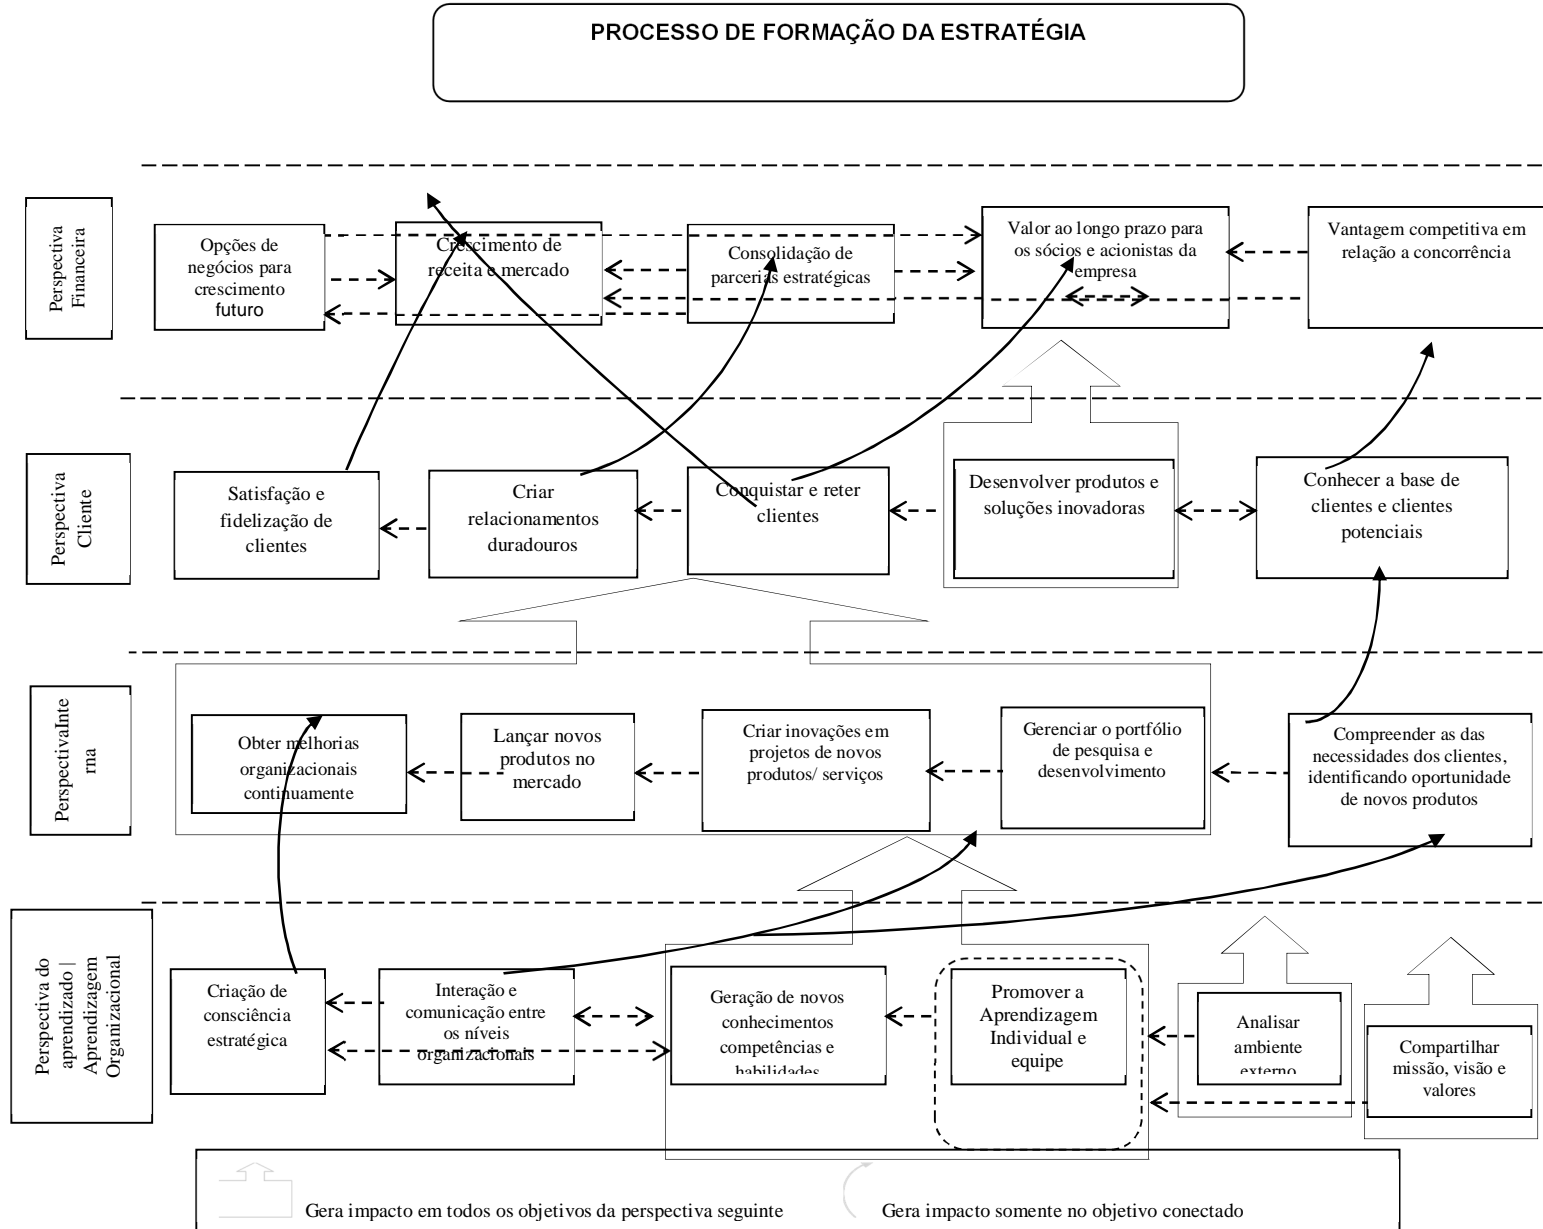 PROCESSO DE FORMAÇÃO DA ESTRATÉGIA
Perspectiva
Financeira
Opções de
negócios para
crescimento
futuro
Crescimento de
receita e mercado
Consolidação de
parcerias estratégicas
Valor ao longo prazo para
os sócios e acionistas da
empresa
Vantagem competitiva em
relação a concorrência
Perspectiva
Cliente
Satisfação e
fidelização de
clientes
Criar
relacionamentos
duradouros
Conquistar e reter
clientes
Desenvolver produtos e
soluções inovadoras
Conhecer a base de
clientes e clientes
potenciais
PerspectivaInte
rna
Obter melhorias
organizacionais
continuamente
Lançar novos
produtos no
mercado
Criar inovações em
projetos de novos
produtos/ serviços
Gerenciar o portfólio
de pesquisa e
desenvolvimento
Compreender as das
necessidades dos clientes,
identificando oportunidade
de novos produtos
Perspectiva do
aprendizado |
Aprendizagem
Organizacional
Criação de
consciência
estratégica
Interação e
comunicação entre
os níveis
organizacionais
Geração de novos
conhecimentos
competências e
habilidades
Promover a
Aprendizagem
Individual e
equipe
Analisar
ambiente
externo
Compartilhar
missão, visão e
valores
Gera impacto em todos os objetivos da perspectiva seguinte
Gera impacto somente no objetivo conectado